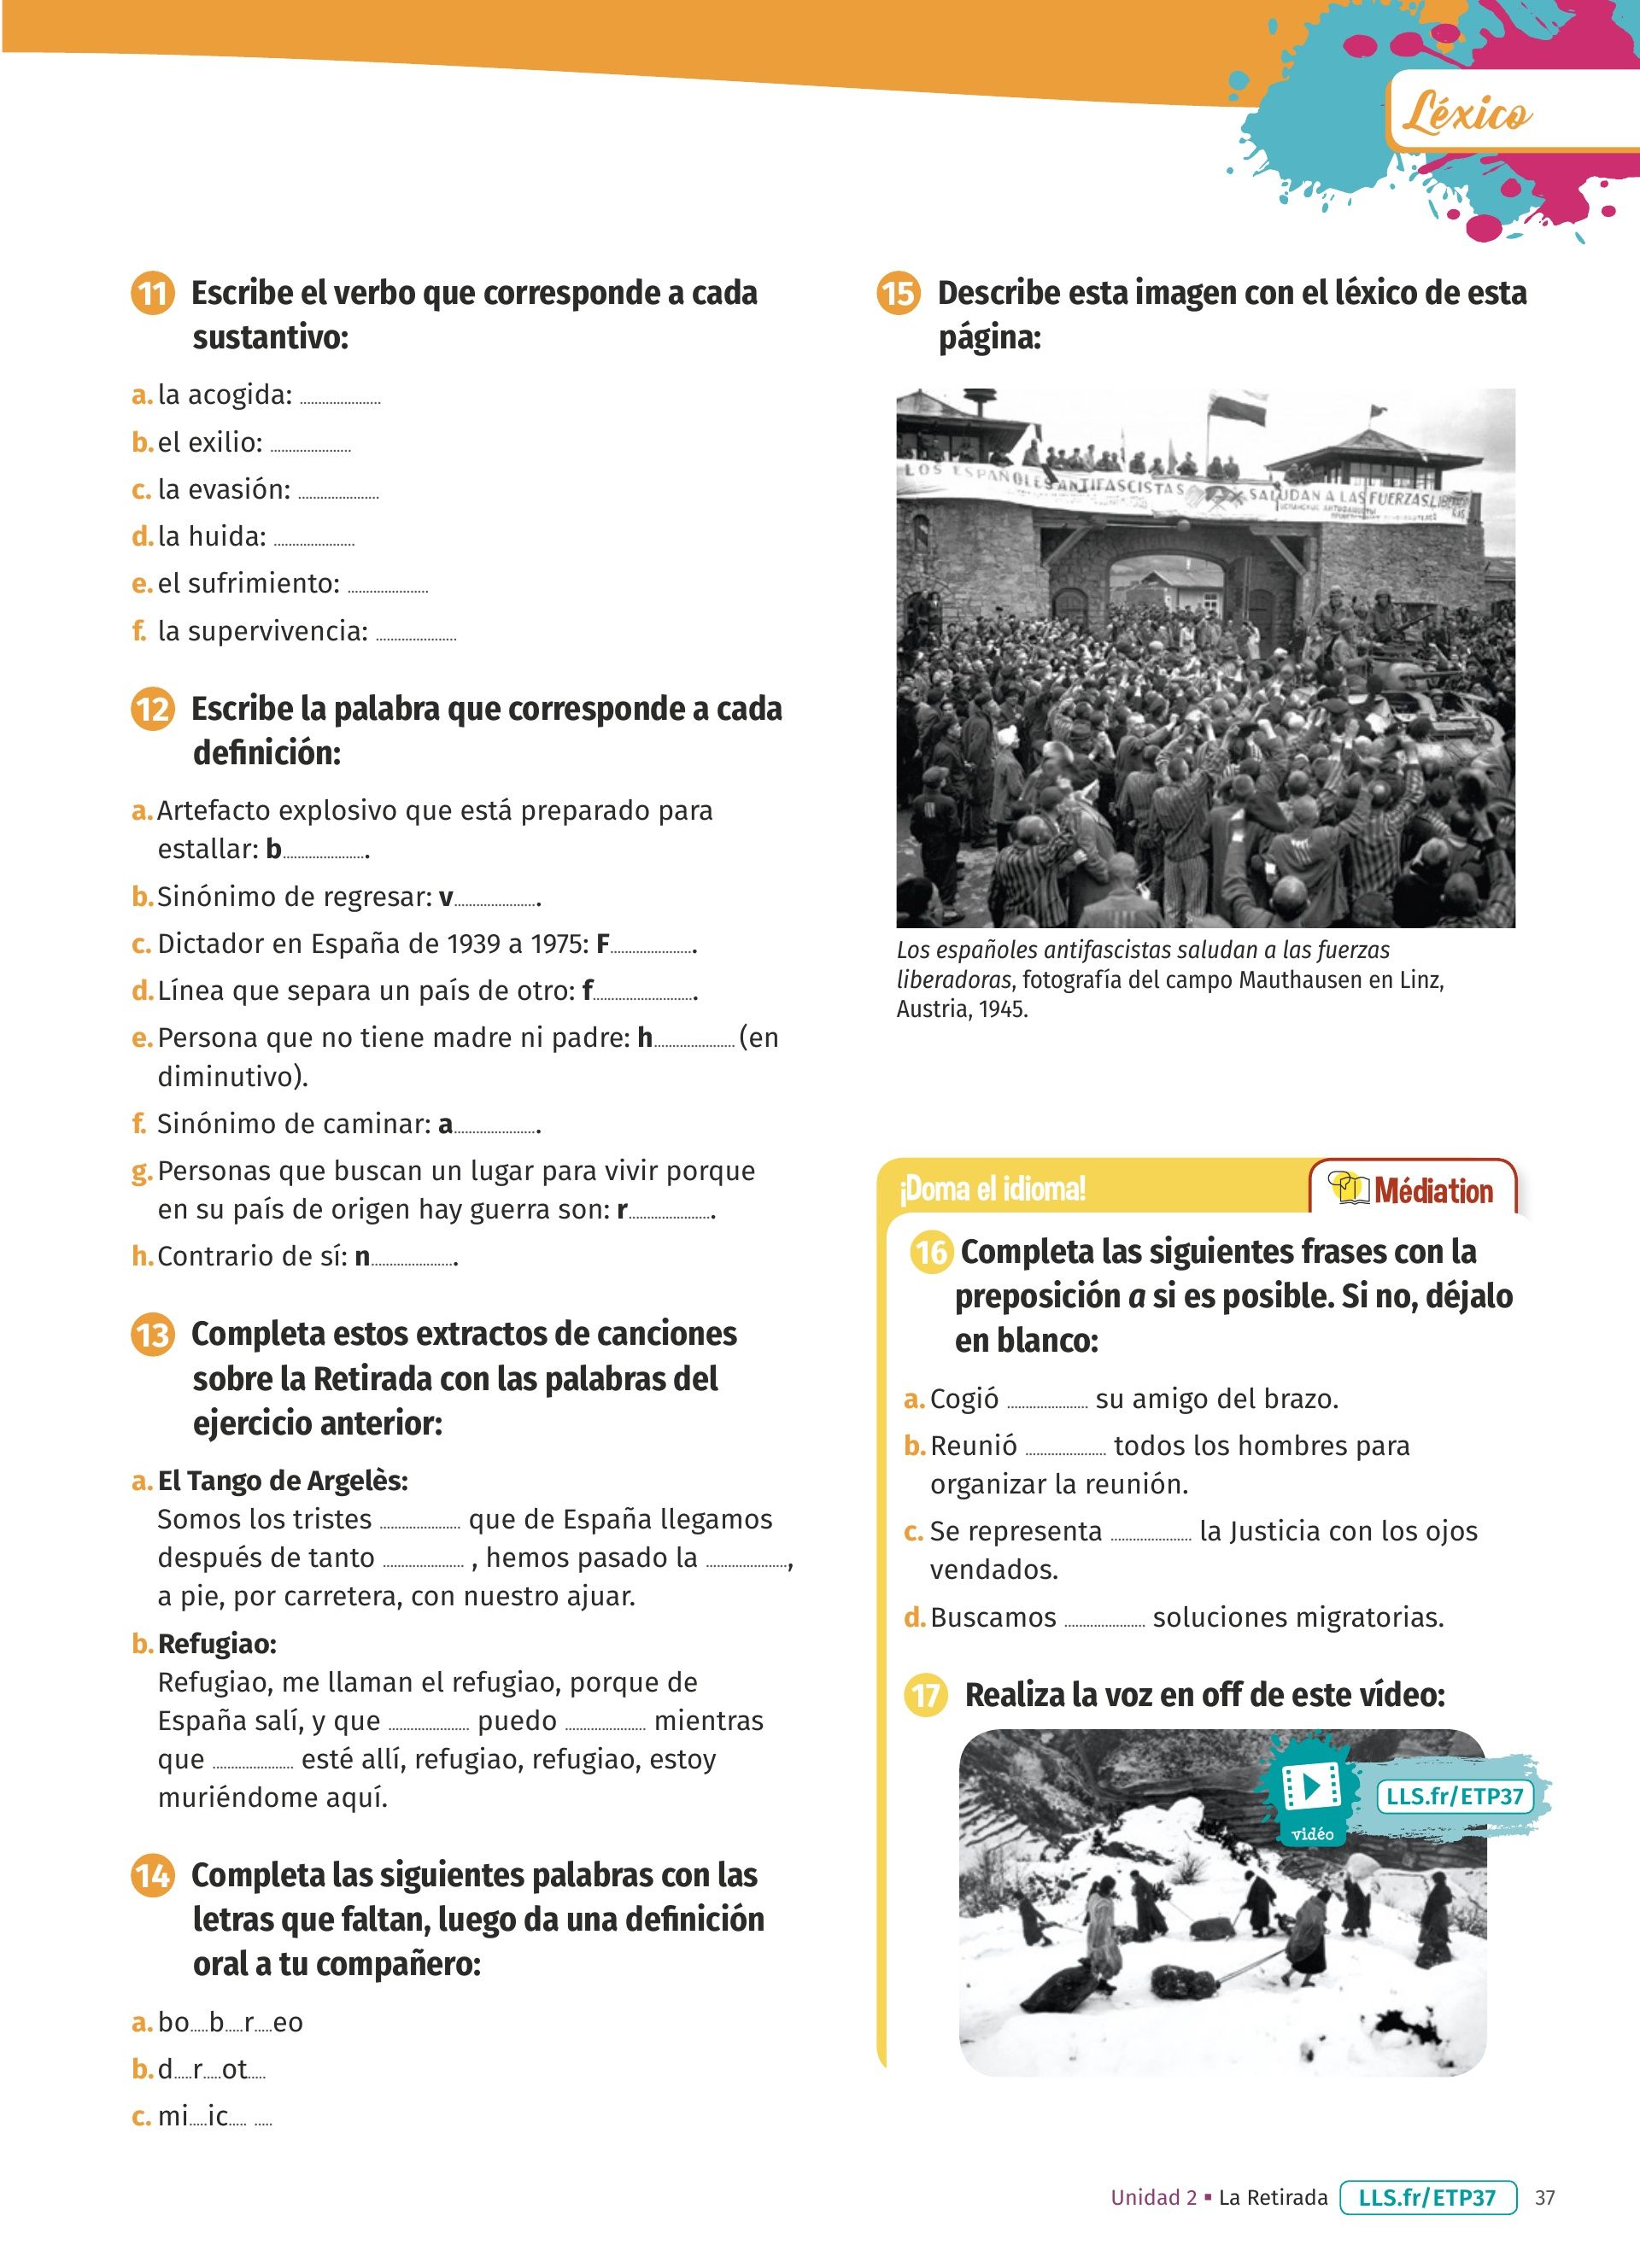 Léxico
11 Escribe el verbo que corresponde a cada
sustantivo:
a. la acogida: ......................
b. el exilio: ......................
c. la evasión: ......................
d. la huida: ......................
e. el sufrimiento: ......................
f. la supervivencia: ......................
12 Escribe la palabra que corresponde a cada
definición:
a. Artefacto explosivo que está preparado para
estallar: b.......................
b. Sinónimo de regresar: v.......................
c. Dictador en España de 1939 a 1975: F.......................
d. Línea que separa un país de otro: f...........................
e. Persona que no tiene madre ni padre: h...................... (en
diminutivo).
f. Sinónimo de caminar: a.......................
g. Personas que buscan un lugar para vivir porque
en su país de origen hay guerra son: r.......................
h. Contrario de sí: n.......................
13 Completa estos extractos de canciones
sobre la Retirada con las palabras del
ejercicio anterior:
a. El Tango de Argelès:
Somos los tristes ...................... que de España llegamos
después de tanto ...................... , hemos pasado la ......................,
a pie, por carretera, con nuestro ajuar.
b. Refugiao:
Refugiao, me llaman el refugiao, porque de
España salí, y que ...................... puedo ...................... mientras
que ...................... esté allí, refugiao, refugiao, estoy
muriéndome aquí.
14 Completa las siguientes palabras con las
letras que faltan, luego da una definición
oral a tu compañero:
a. bo.....b.....r.....eo
b. d.....r.....ot.....
c. mi.....ic..... .....
15 Describe esta imagen con el léxico de esta
página:
LOS ESPAÑOLES ANTIFASCISTAS SALUDAN A LAS FUERZAS
Los españoles antifascistas saludan a las fuerzas
liberadoras, fotografía del campo Mauthausen en Linz,
Austria, 1945.
¡Doma el idioma!
Médiation
16 Completa las siguientes frases con la
preposición a si es posible. Si no, déjalo
en blanco:
a. Cogió ...................... su amigo del brazo.
b. Reunió ...................... todos los hombres para
organizar la reunión.
c. Se representa ...................... la Justicia con los ojos
vendados.
d. Buscamos ...................... soluciones migratorias.
17 Realiza la voz en off de este vídeo:
vidéo
LLS.fr/ETP37
Unidad 2 ▪ La Retirada LLS.fr/ETP37 37